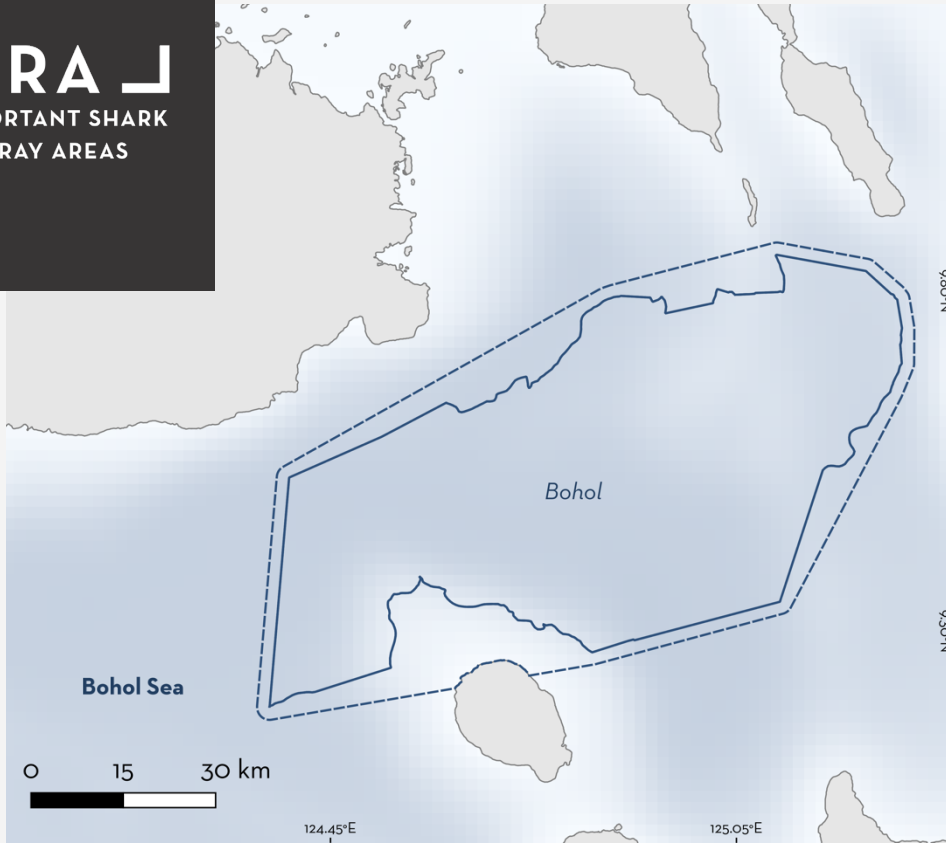 RA
ORTANT SHARK
RAY AREAS
9.80°N
Bohol
9.30°N
Bohol Sea
0 15 30 km
124.45°E 125.05°E